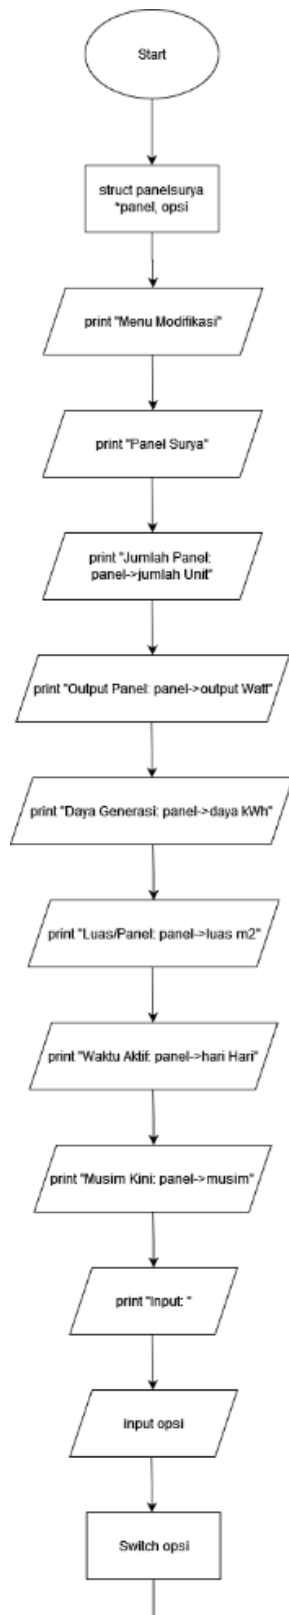 Start
struct panelsurya
*panel, opsi
print "Menu Modifikasi"
print "Panel Surya"
print "Jumlah Panel:
panel->jumlah Unit"
print "Output Panel: panel->output Watt"
print "Daya Generasi: panel->daya kWh"
print "Luas/Panel: panel->luas m2"
print "Waktu Aktif: panel->hari Hari"
print "Musim Kini: panel->musim"
print "Input: "
input opsi
Switch opsi